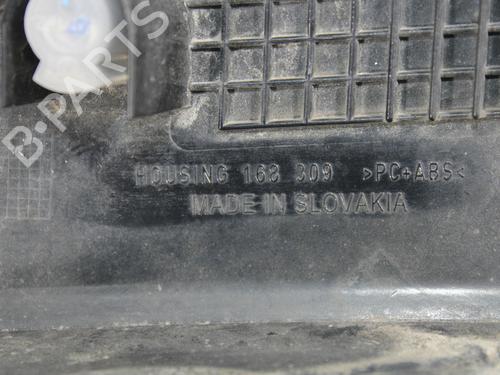 B-PARTS
HOUSING 168 309 >PC+ABS<
MADE IN SLOVAKIA